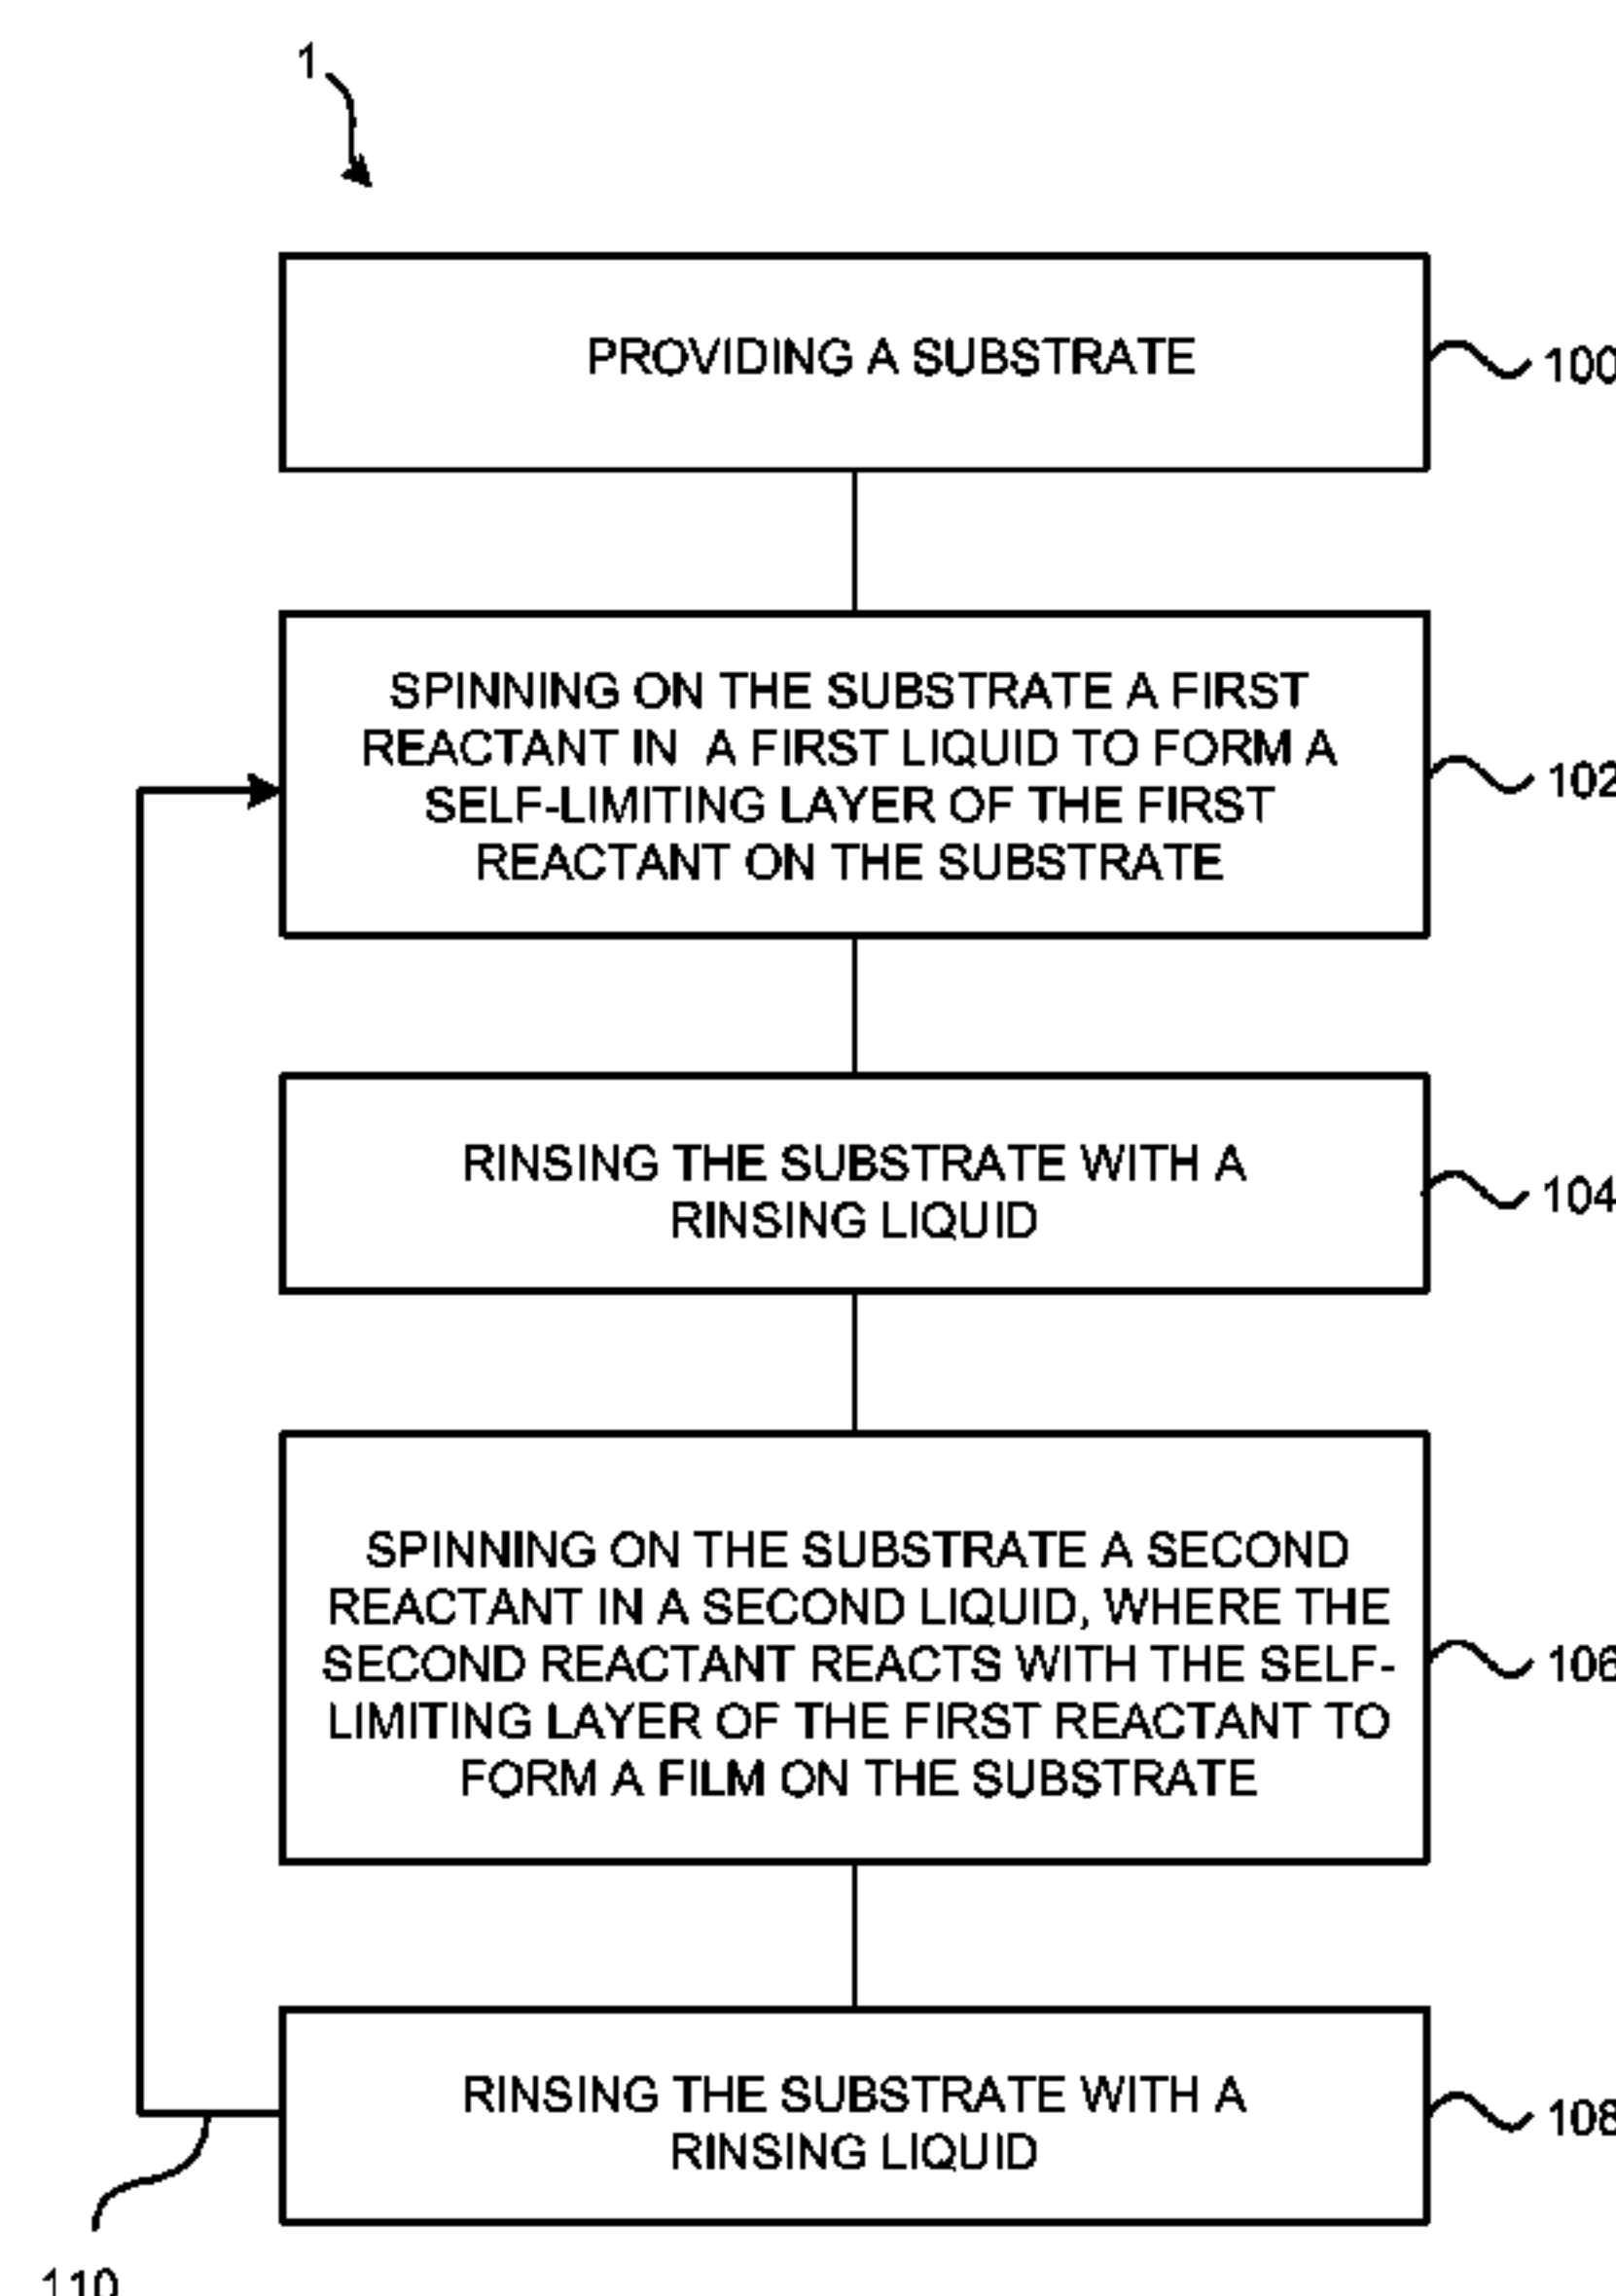 1
PROVIDING A SUBSTRATE
100
SPINNING ON THE SUBSTRATE A FIRST
REACTANT IN A FIRST LIQUID TO FORM A
SELF-LIMITING LAYER OF THE FIRST
REACTANT ON THE SUBSTRATE
102
RINSING THE SUBSTRATE WITH A
RINSING LIQUID
104
SPINNING ON THE SUBSTRATE A SECOND
REACTANT IN A SECOND LIQUID, WHERE THE
SECOND REACTANT REACTS WITH THE SELF-
LIMITING LAYER OF THE FIRST REACTANT TO
FORM A FILM ON THE SUBSTRATE
106
RINSING THE SUBSTRATE WITH A
RINSING LIQUID
108
110